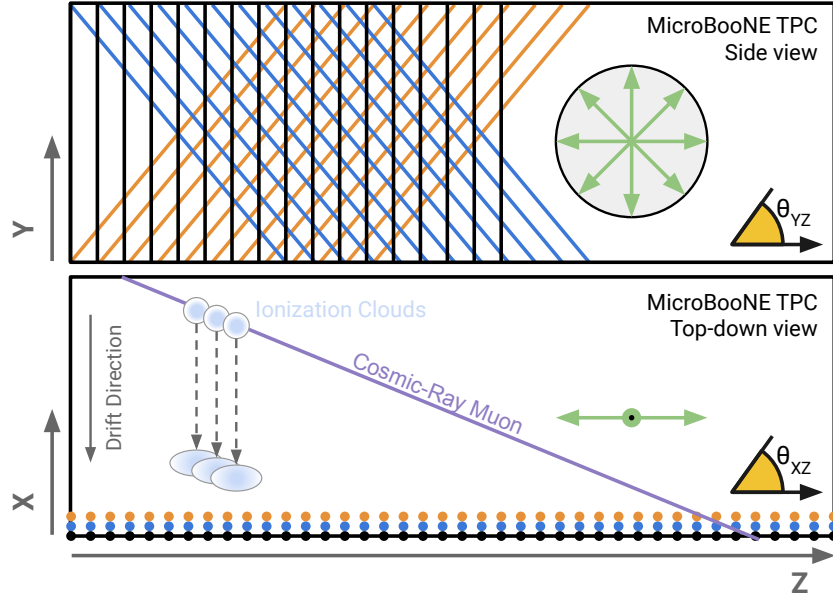 MicroBooNE TPC
Side view
Y
θYZ
Ionization Clouds
MicroBooNE TPC
Top-down view
Drift Direction
Cosmic-Ray Muon
X
θXZ
Z